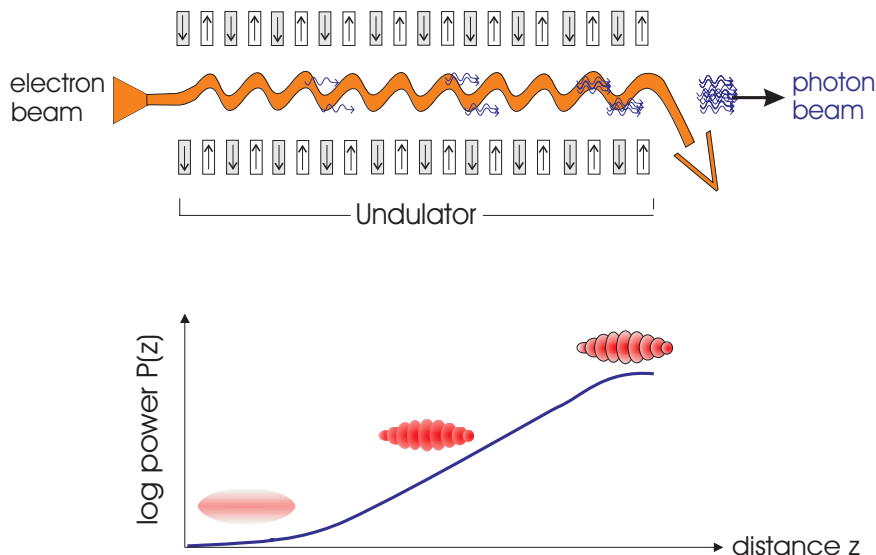 electron
beam
photon
beam
Undulator
log power P(z)
distance z